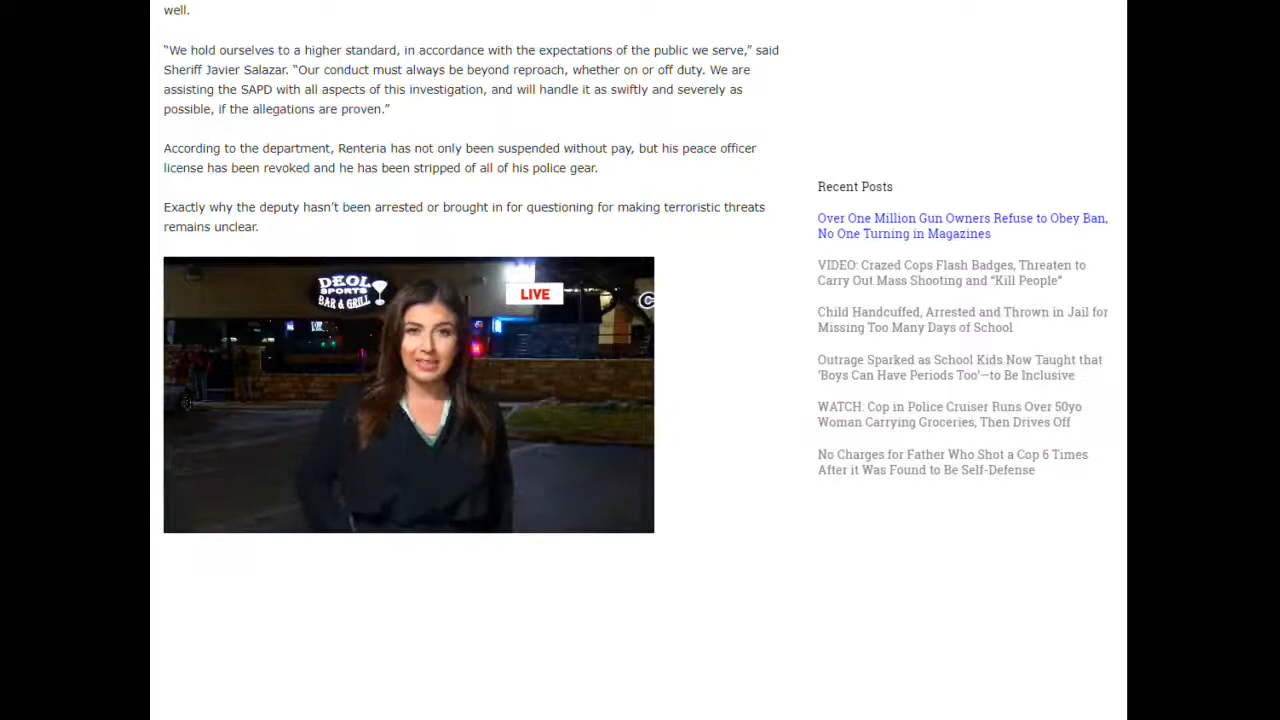 well.
“We hold ourselves to a higher standard, in accordance with the expectations of the public we serve,” said
Sheriff Javier Salazar. “Our conduct must always be beyond reproach, whether on or off duty. We are
assisting the SAPD with all aspects of this investigation, and will handle it as swiftly and severely as
possible, if the allegations are proven.”
According to the department, Renteria has not only been suspended without pay, but his peace officer
license has been revoked and he has been stripped of all of his police gear.
Exactly why the deputy hasn’t been arrested or brought in for questioning for making terroristic threats
remains unclear.
DEOL
SPORTS
BAR & GRILL
LIVE
Recent Posts
Over One Million Gun Owners Refuse to Obey Ban,
No One Turning in Magazines
VIDEO: Crazed Cops Flash Badges, Threaten to
Carry Out Mass Shooting and “Kill People”
Child Handcuffed, Arrested and Thrown in Jail for
Missing Too Many Days of School
Outrage Sparked as School Kids Now Taught that
‘Boys Can Have Periods Too’—to Be Inclusive
WATCH: Cop in Police Cruiser Runs Over 50yo
Woman Carrying Groceries, Then Drives Off
No Charges for Father Who Shot a Cop 6 Times
After it Was Found to Be Self-Defense